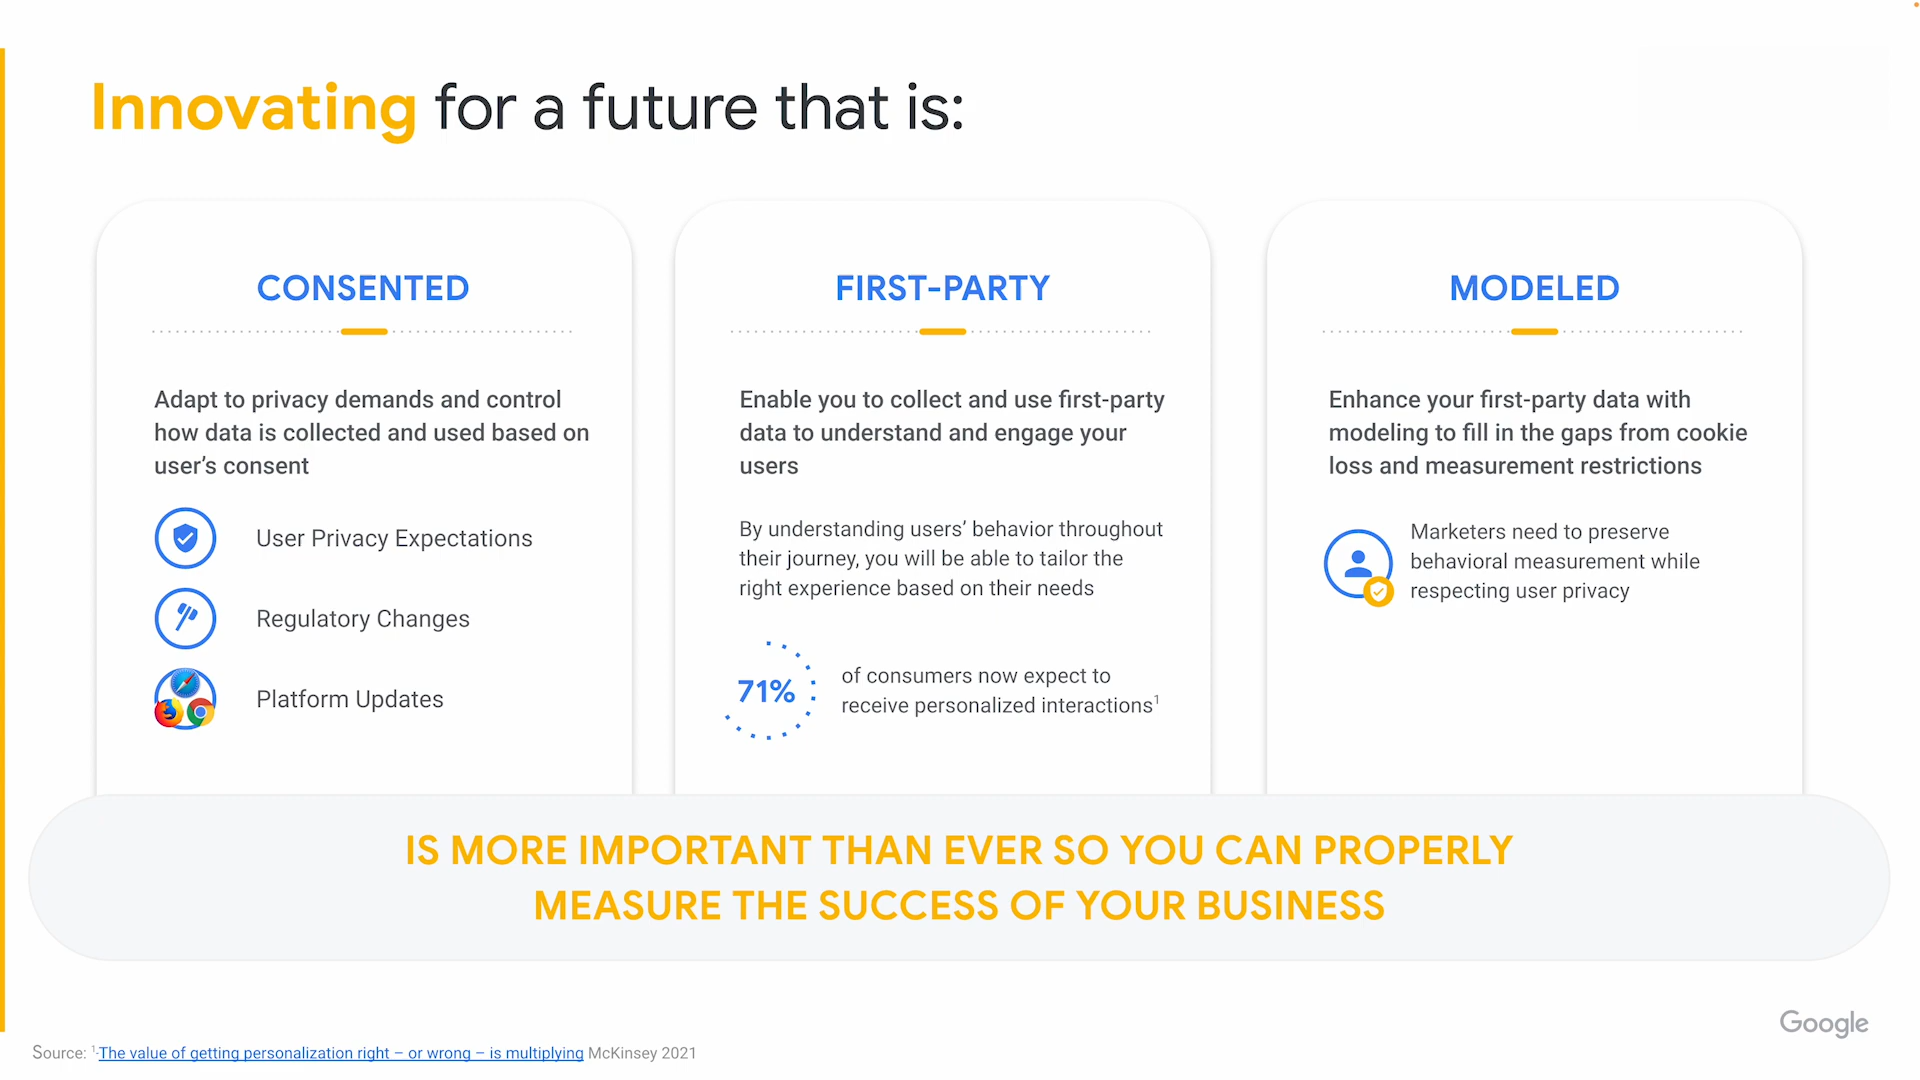 Innovating for a future that is:
CONSENTED
Adapt to privacy demands and control
how data is collected and used based on
user’s consent
User Privacy Expectations
Regulatory Changes
Platform Updates
FIRST-PARTY
Enable you to collect and use first-party
data to understand and engage your
users
By understanding users’ behavior throughout
their journey, you will be able to tailor the
right experience based on their needs
71%
of consumers now expect to
receive personalized interactions¹
MODELED
Enhance your first-party data with
modeling to fill in the gaps from cookie
loss and measurement restrictions
Marketers need to preserve
behavioral measurement while
respecting user privacy
IS MORE IMPORTANT THAN EVER SO YOU CAN PROPERLY
MEASURE THE SUCCESS OF YOUR BUSINESS
Google
Source: ¹·The value of getting personalization right – or wrong – is multiplying McKinsey 2021